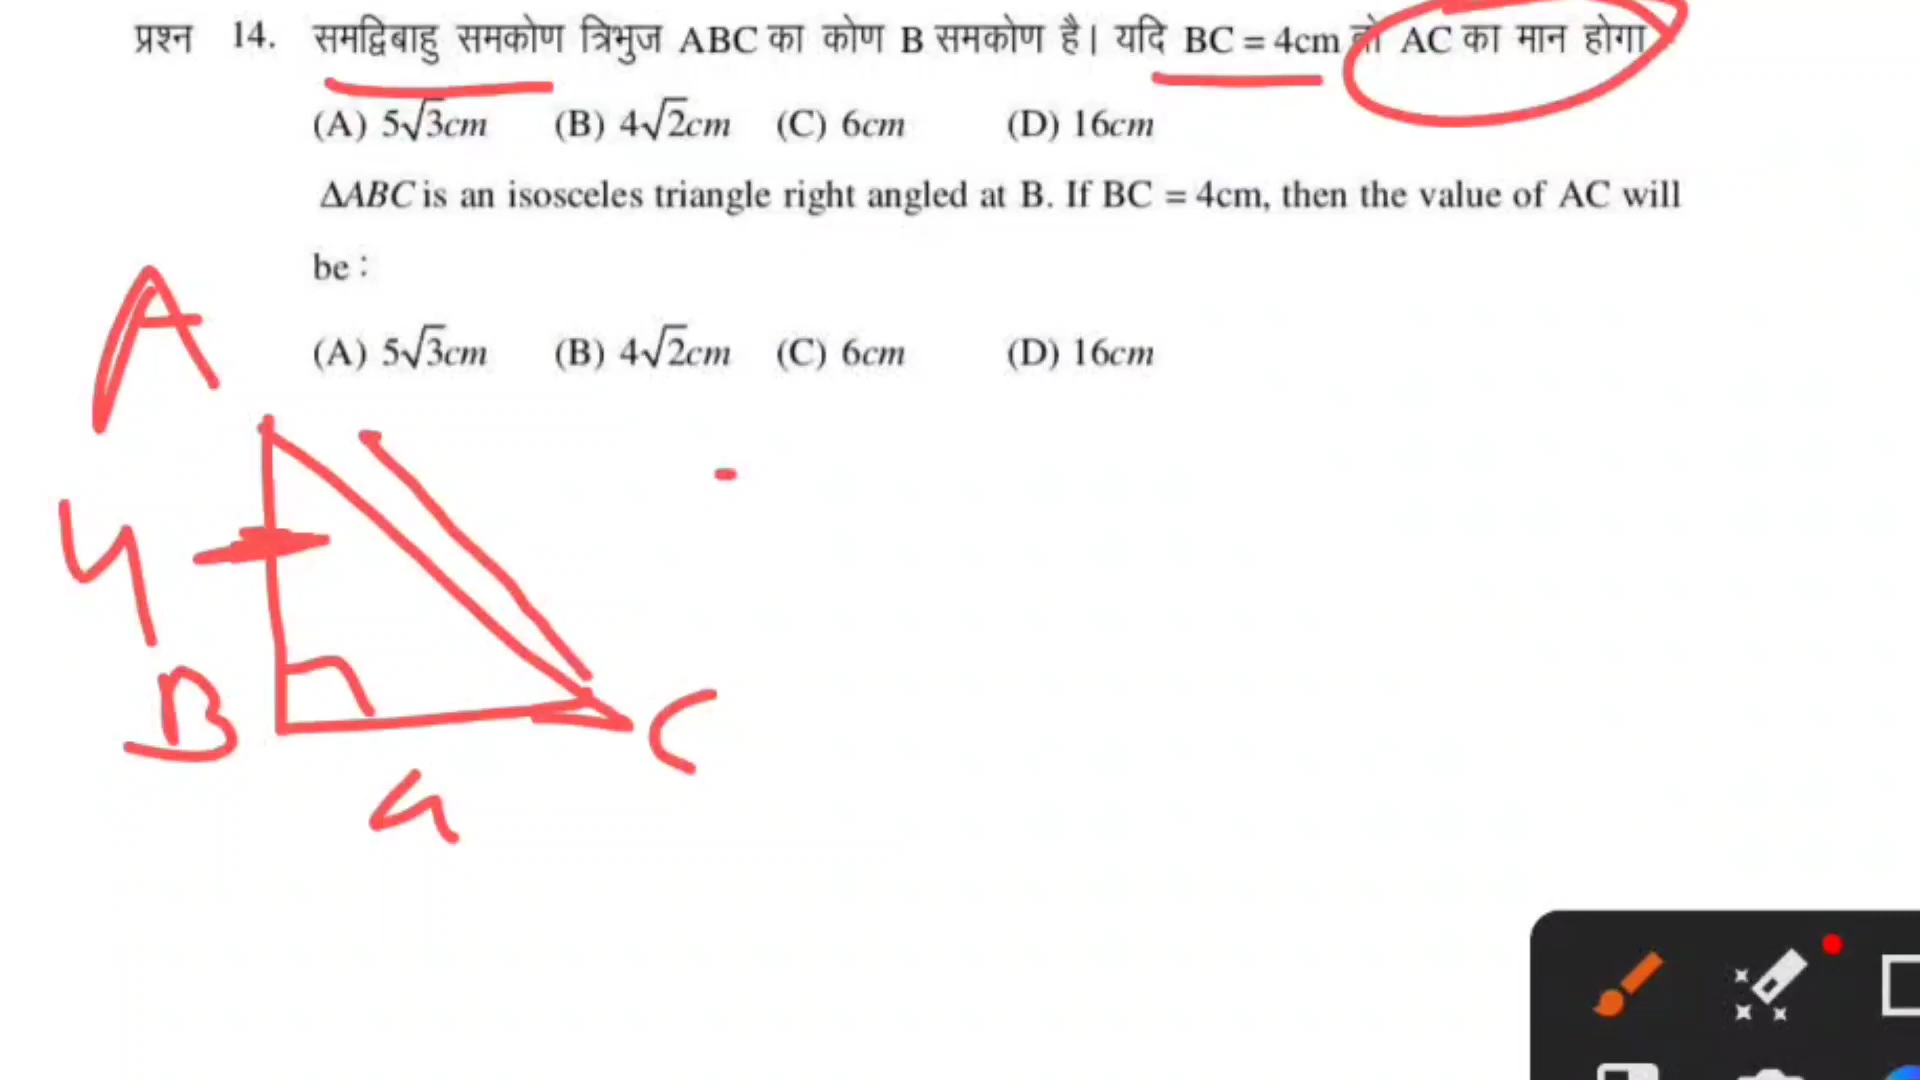 प्रश्न 14. समद्विबाहु समकोण त्रिभुज ABC का कोण B समकोण है। यदि BC = 4cm तो AC का मान होगा
(A) 5√3cm (B) 4√2cm (C) 6cm (D) 16cm
ΔABC is an isosceles triangle right angled at B. If BC = 4cm, then the value of AC will
be :
(A) 5√3cm (B) 4√2cm (C) 6cm (D) 16cm
A
4
B
C
4